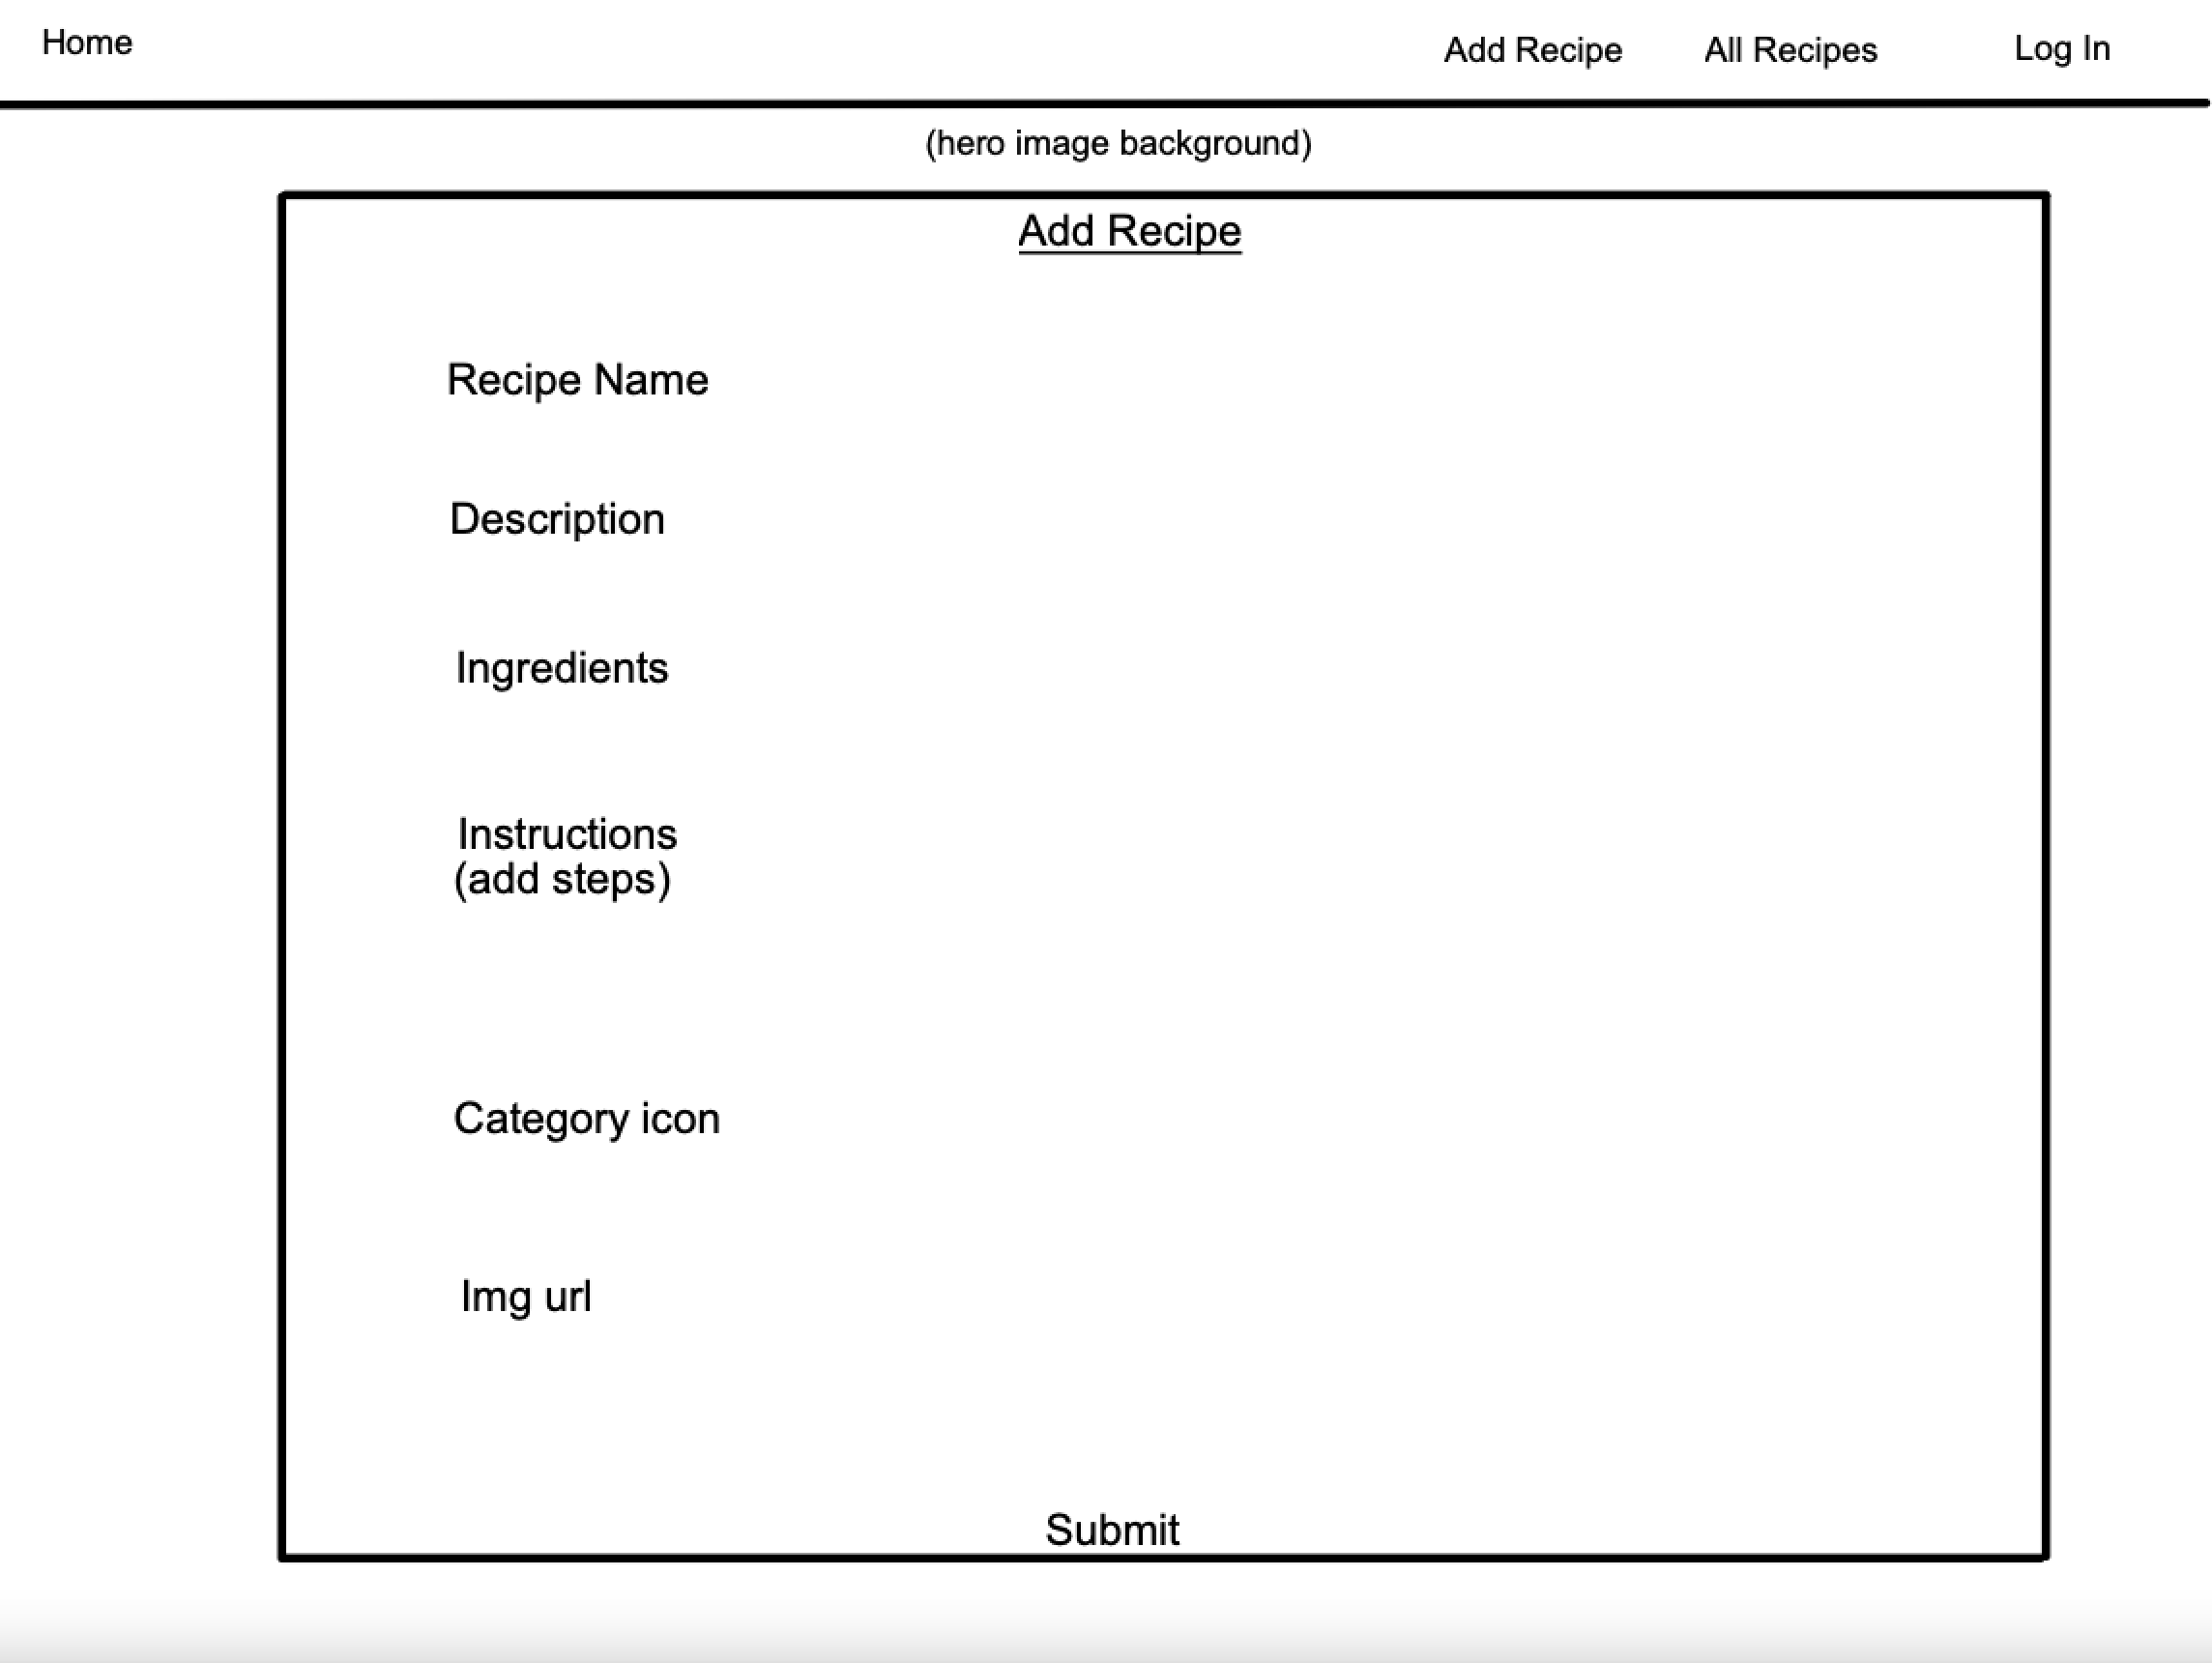 Home
Add Recipe
All Recipes
Log In
(hero image background)
Add Recipe
Recipe Name
Description
Ingredients
Instructions
(add steps)
Category icon
Img url
Submit